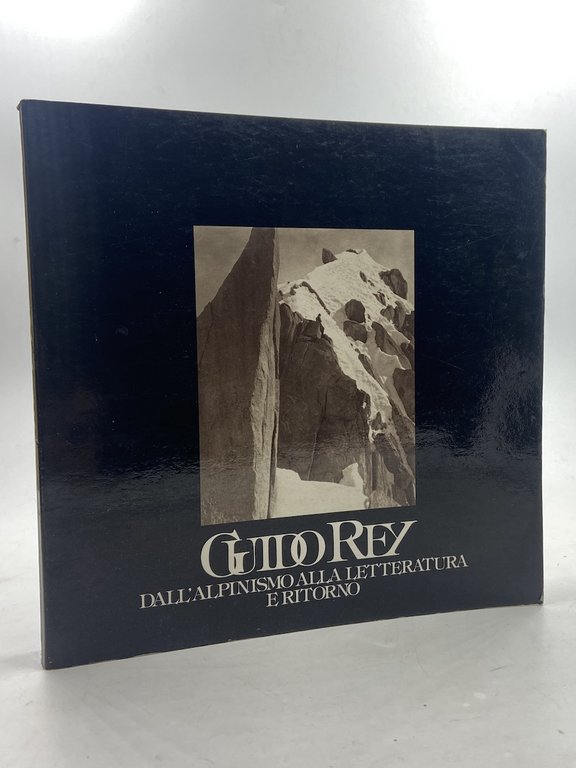 GUIDO REY
DALL'ALPINISMO ALLA LETTERATURA
E RITORNO